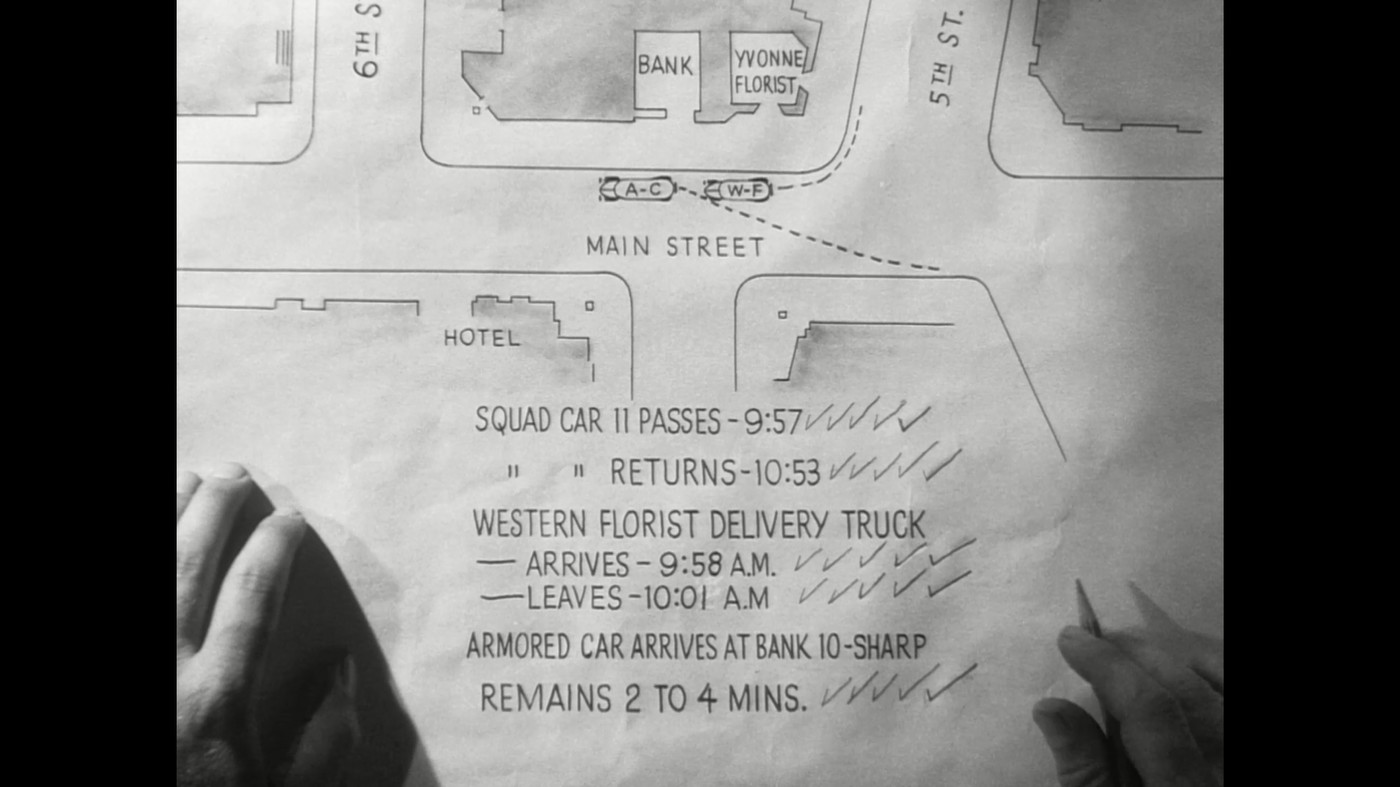 6TH S
BANK
YVONNE
FLORIST
5TH ST.
A-C
W-F
MAIN STREET
HOTEL
SQUAD CAR 11 PASSES - 9:57
" " RETURNS-10:53
WESTERN FLORIST DELIVERY TRUCK
— ARRIVES - 9:58 A.M.
— LEAVES -10:01 A.M
ARMORED CAR ARRIVES AT BANK 10-SHARP
REMAINS 2 TO 4 MINS.